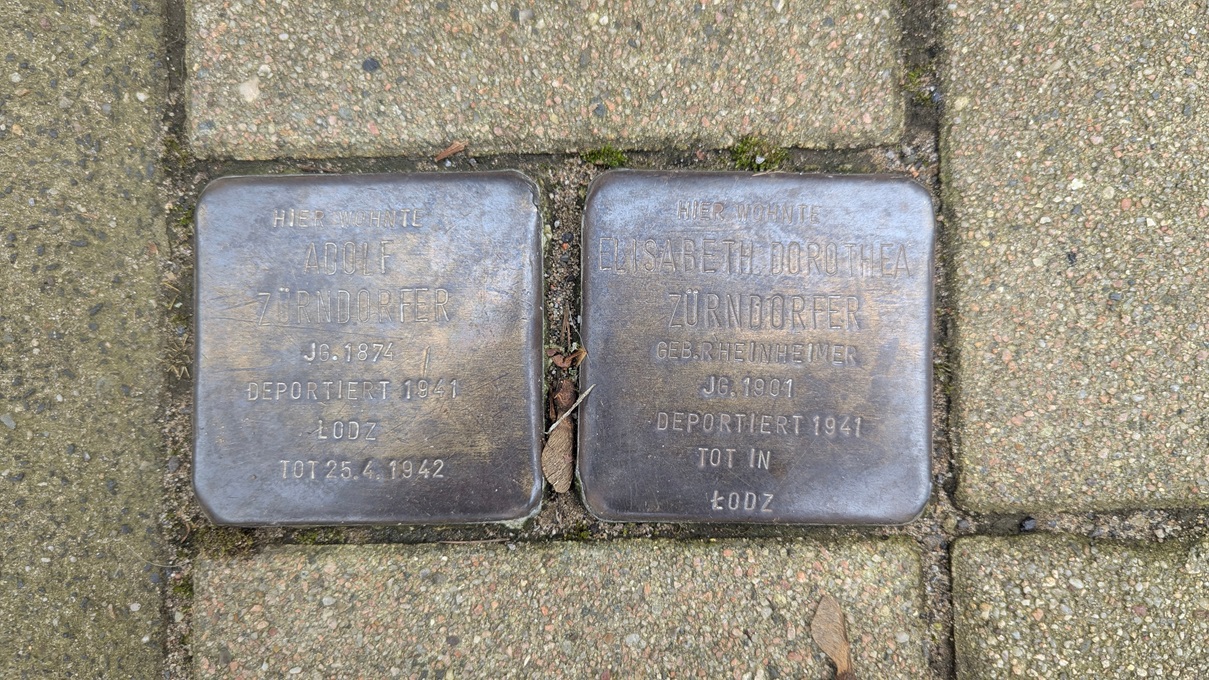 HIER WOHNTE
ADOLF
ZÜRNDORFER
JG. 1874
DEPORTIERT 1941
ŁODZ
TOT 25.4.1942
HIER WOHNTE
ELISABETH DOROTHEA
ZÜRNDORFER
GEB. RHEINHEIMER
JG. 1901
DEPORTIERT 1941
TOT IN
ŁODZ